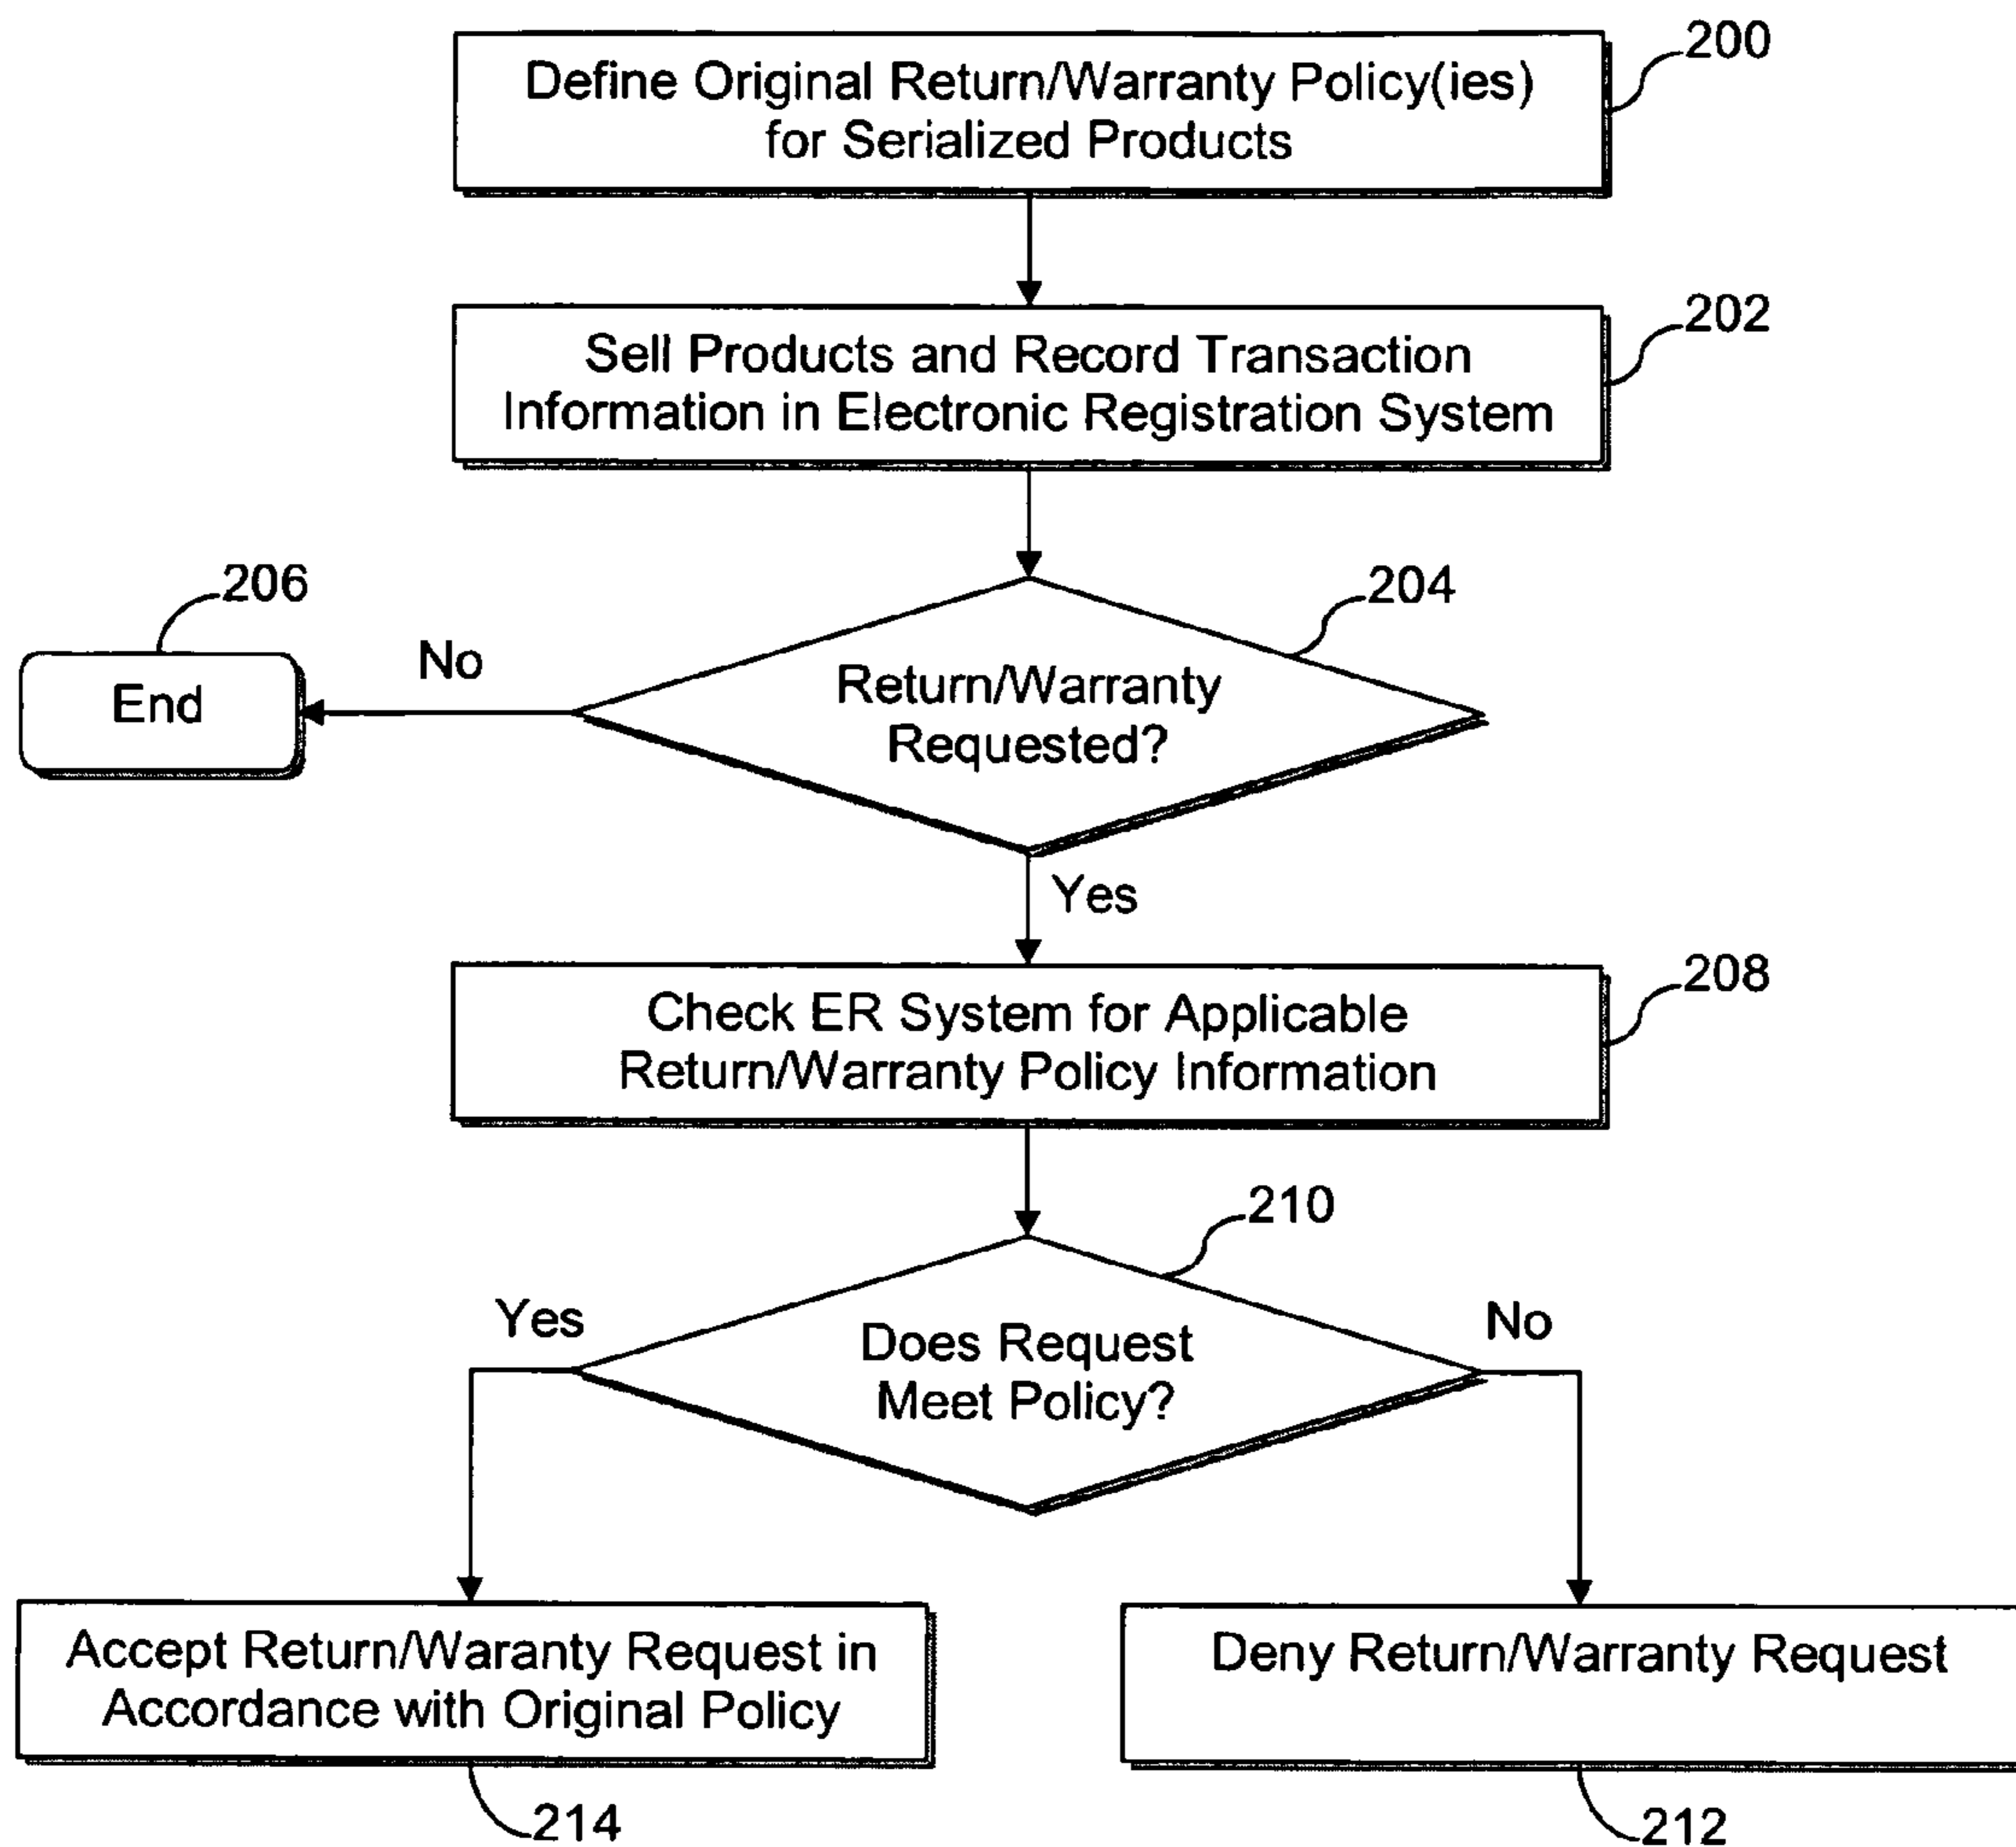 200
Define Original Return/Warranty Policy(ies)
for Serialized Products
202
Sell Products and Record Transaction
Information in Electronic Registration System
206
204
End
No
Return/Warranty
Requested?
Yes
208
Check ER System for Applicable
Return/Warranty Policy Information
210
Yes
Does Request
Meet Policy?
No
Accept Return/Waranty Request in
Accordance with Original Policy
Deny Return/Warranty Request
214
212